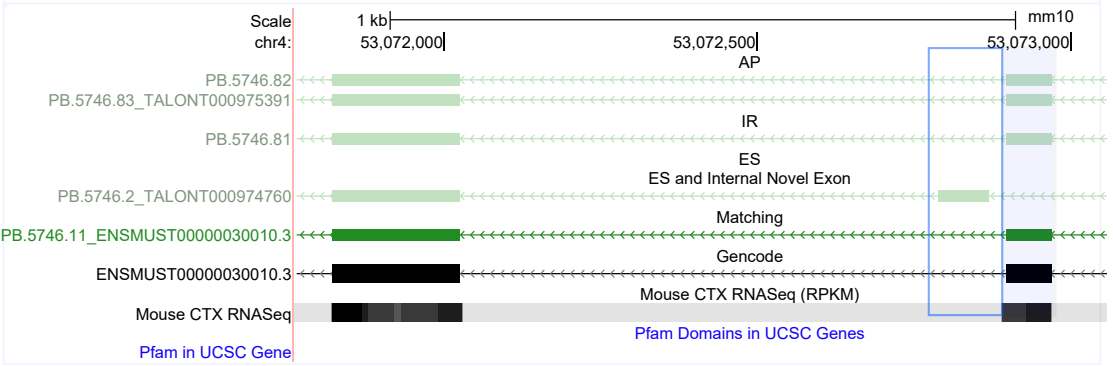 Scale 1 kb mm10
chr4: 53,072,000 53,072,500 53,073,000
AP
PB.5746.82
PB.5746.83_TALONT000975391
IR
PB.5746.81
ES
ES and Internal Novel Exon
PB.5746.2_TALONT000974760
Matching
PB.5746.11_ENSMUST00000030010.3
Gencode
ENSMUST00000030010.3
Mouse CTX RNASeq (RPKM)
Mouse CTX RNASeq
Pfam Domains in UCSC Genes
Pfam in UCSC Gene